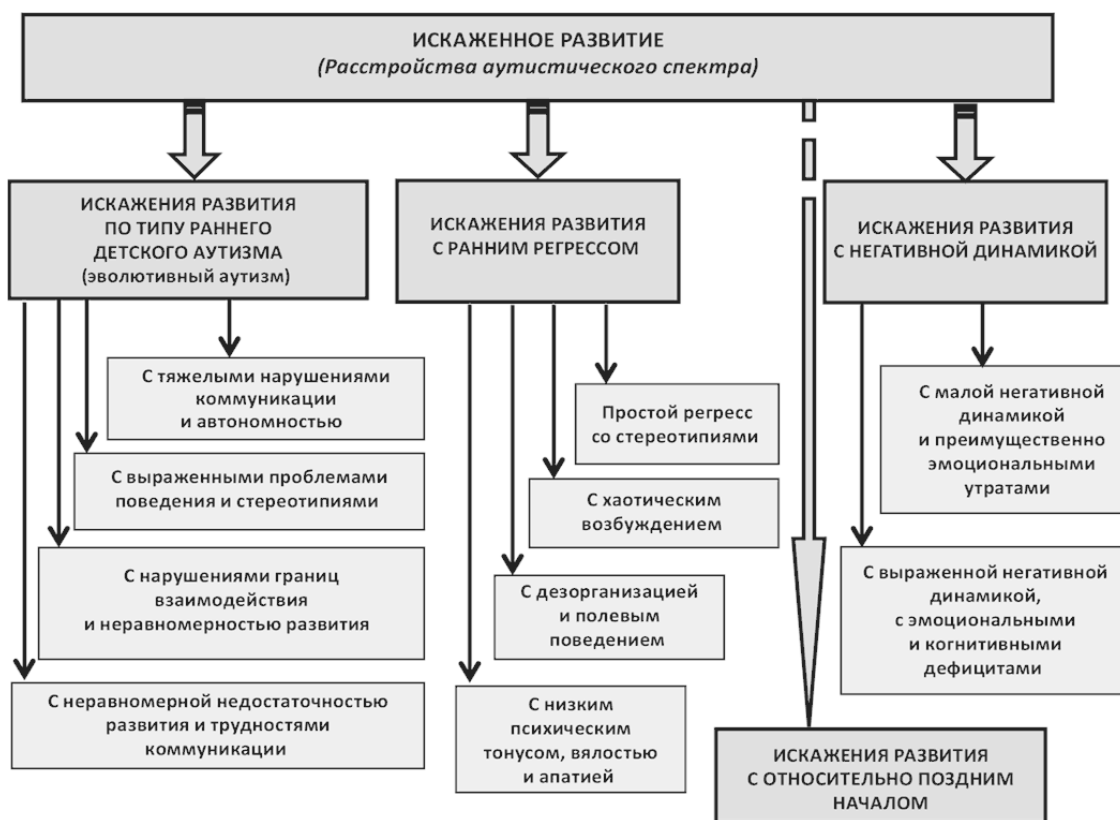 ИСКАЖЕННОЕ РАЗВИТИЕ
(Расстройства аутистического спектра)
ИСКАЖЕНИЯ РАЗВИТИЯ
ПО ТИПУ РАННЕГО
ДЕТСКОГО АУТИЗМА
(эволютивный аутизм)
С тяжелыми нарушениями
коммуникации
и автономностью
С выраженными проблемами
поведения и стереотипиями
С нарушениями границ
взаимодействия
и неравномерностью развития
С неравномерной недостаточностью
развития и трудностями
коммуникации
ИСКАЖЕНИЯ РАЗВИТИЯ
С РАННИМ РЕГРЕССОМ
Простой регресс
со стереотипиями
С хаотическим
возбуждением
С дезорганизацией
и полевым
поведением
С низким
психическим
тонусом, вялостью
и апатией
ИСКАЖЕНИЯ РАЗВИТИЯ
С ОТНОСИТЕЛЬНО ПОЗДНИМ
НАЧАЛОМ
ИСКАЖЕНИЯ РАЗВИТИЯ
С НЕГАТИВНОЙ ДИНАМИКОЙ
С малой негативной
динамикой
и преимущественно
эмоциональными
утратами
С выраженной негативной
динамикой,
с эмоциональными
и когнитивными
дефицитами